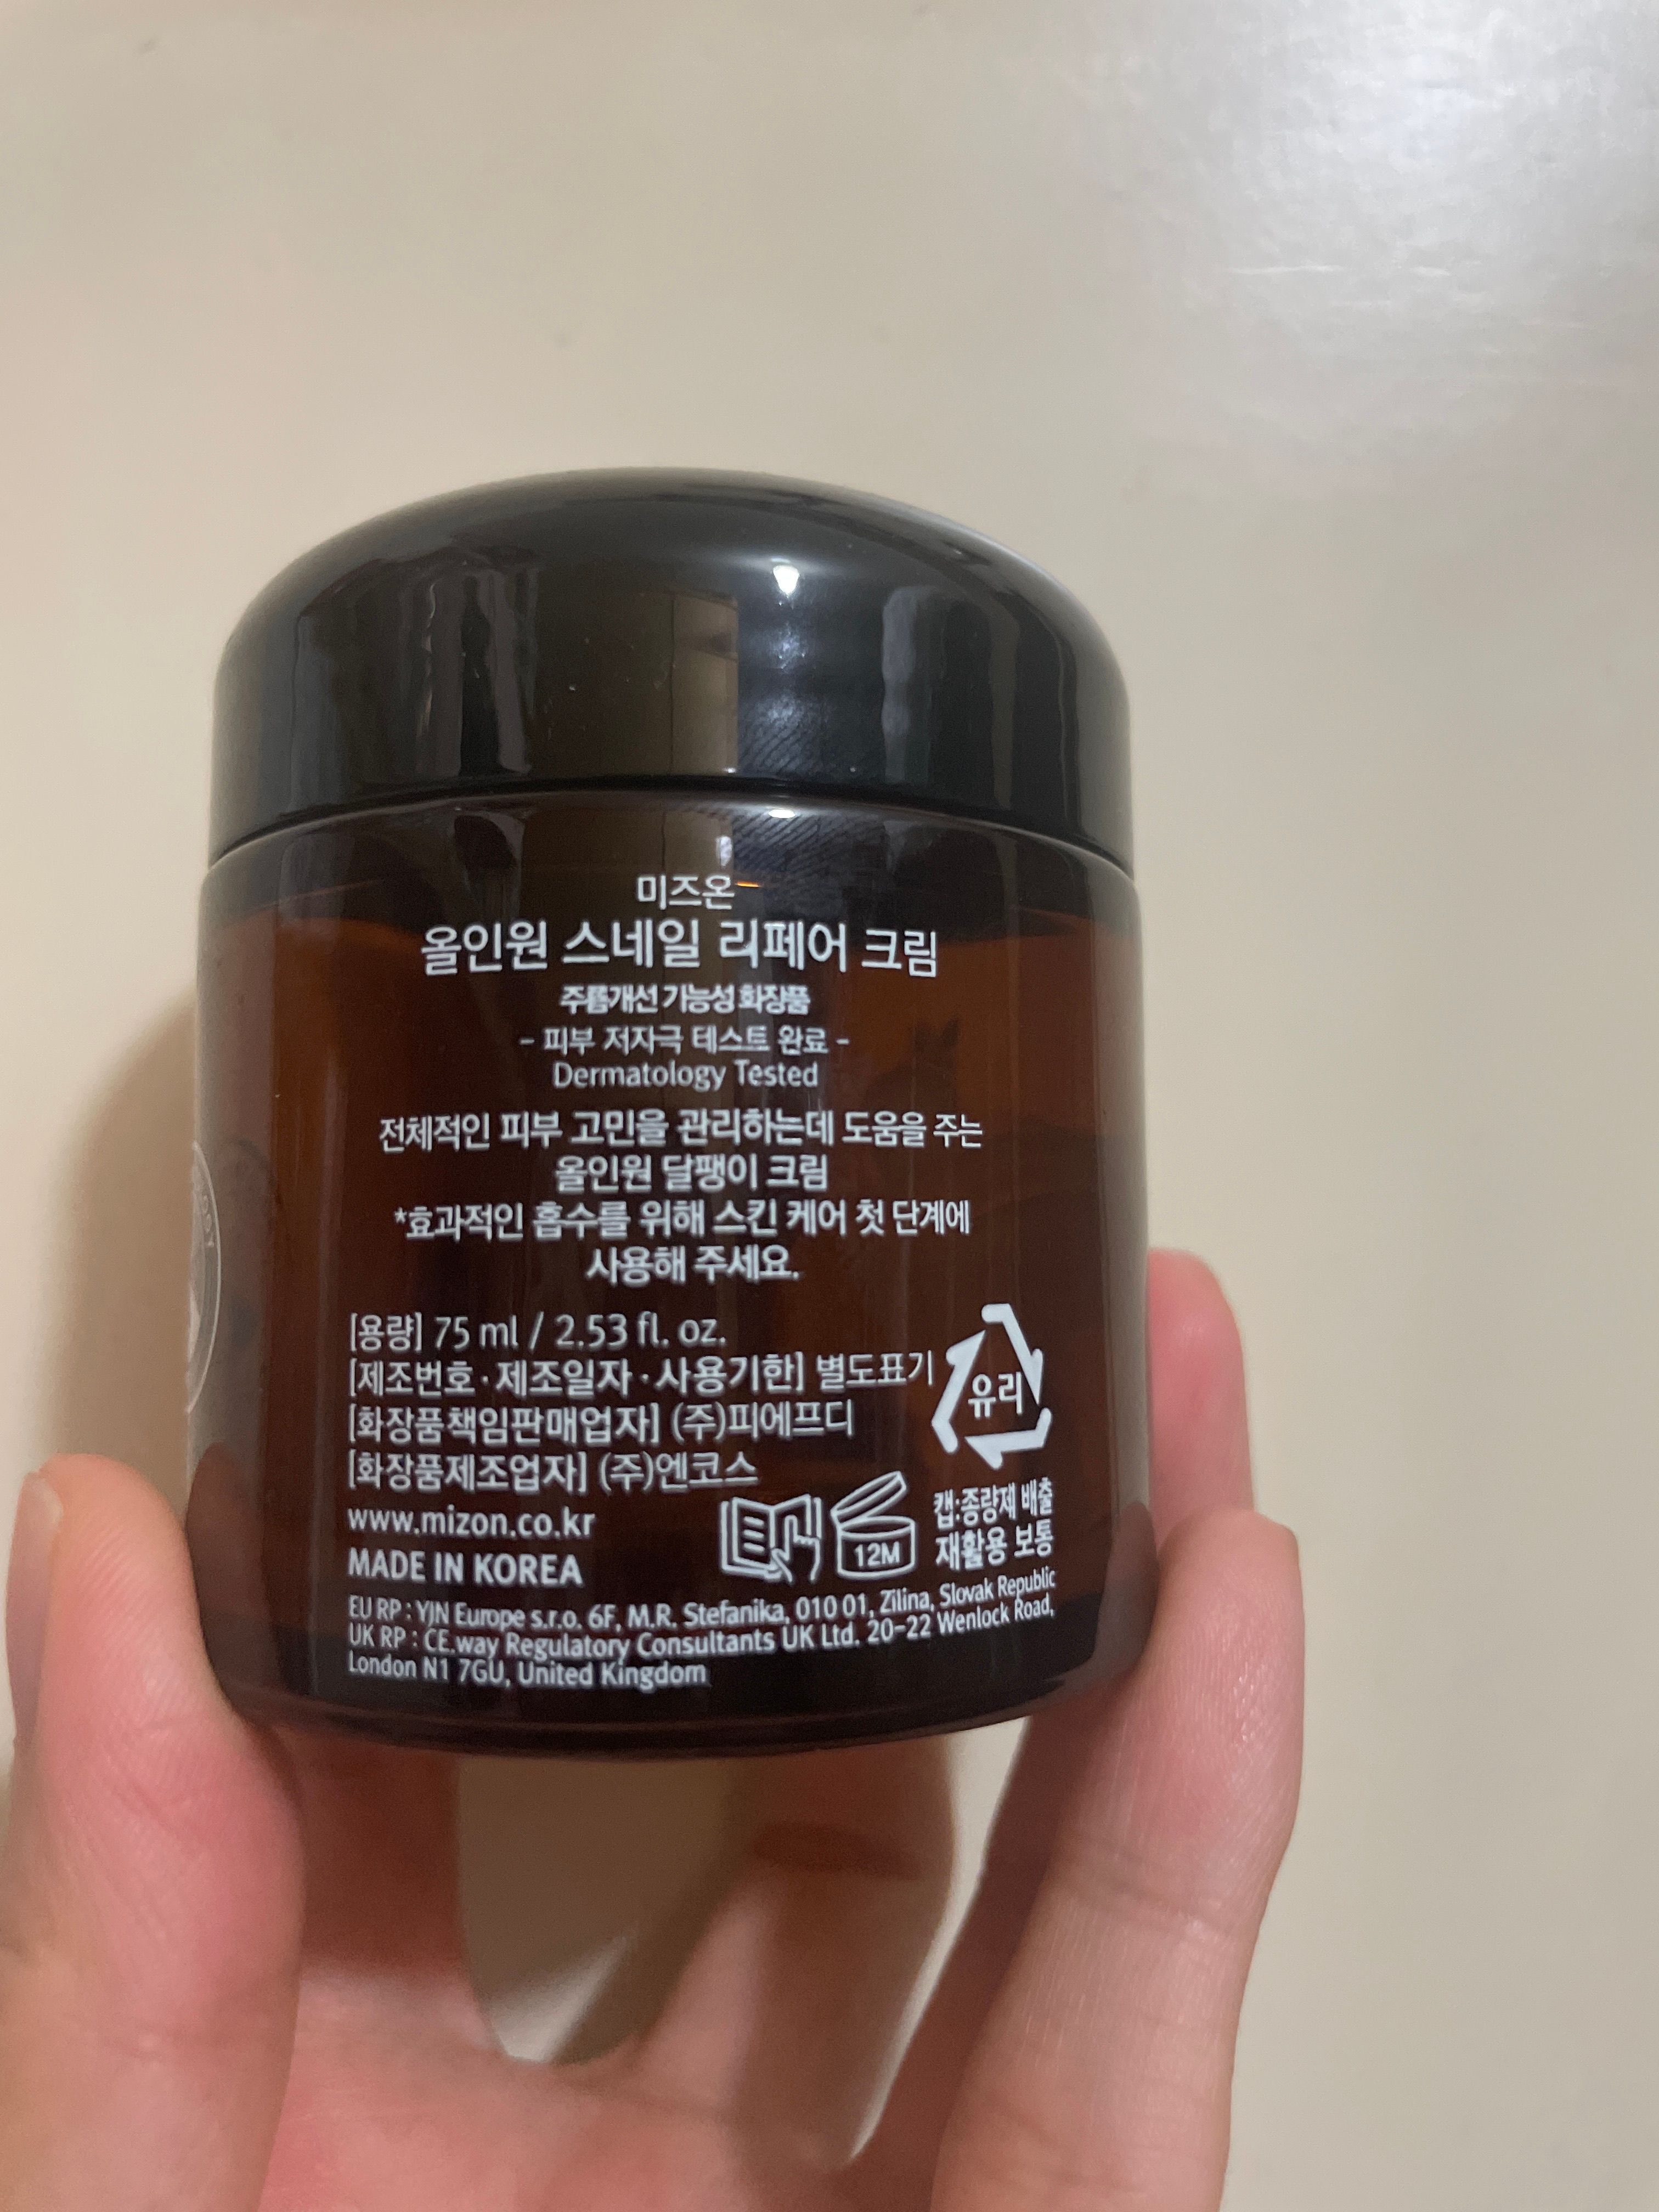 미즈온
올인원 스네일 리페어 크림
주름개선 기능성 화장품
- 피부 저자극 테스트 완료 -
Dermatology Tested
전체적인 피부 고민을 관리하는데 도움을 주는
올인원 달팽이 크림
*효과적인 흡수를 위해 스킨 케어 첫 단계에
사용해 주세요.
[용량] 75 ml / 2.53 fl. oz.
[제조번호·제조일자·사용기한] 별도표기
[화장품책임판매업자] (주)피에프디
[화장품제조업자] (주)엔코스
www.mizon.co.kr
MADE IN KOREA
유리
캡:종량제 배출
재활용 보통
12M
EU RP : YJN Europe s.r.o. 6F, M.R. Stefanika, 010 01, Zilina, Slovak Republic
UK RP : CE.way Regulatory Consultants UK Ltd. 20-22 Wenlock Road,
London N1 7GU, United Kingdom